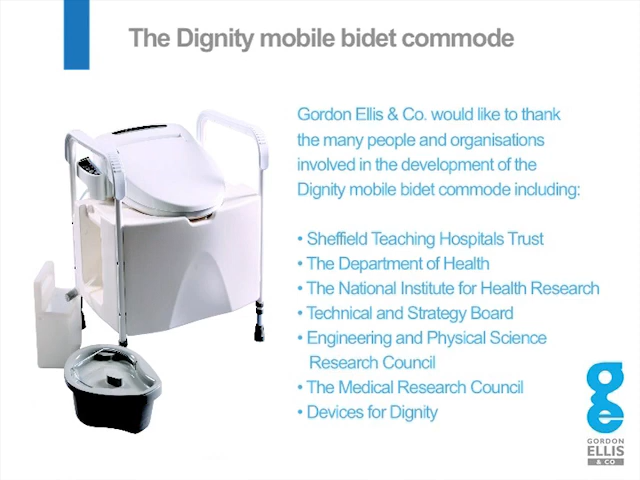 The Dignity mobile bidet commode
Gordon Ellis & Co. would like to thank
the many people and organisations
involved in the development of the
Dignity mobile bidet commode including:
• Sheffield Teaching Hospitals Trust
• The Department of Health
• The National Institute for Health Research
• Technical and Strategy Board
• Engineering and Physical Science
Research Council
• The Medical Research Council
• Devices for Dignity
ge
GORDON
ELLIS
& CO